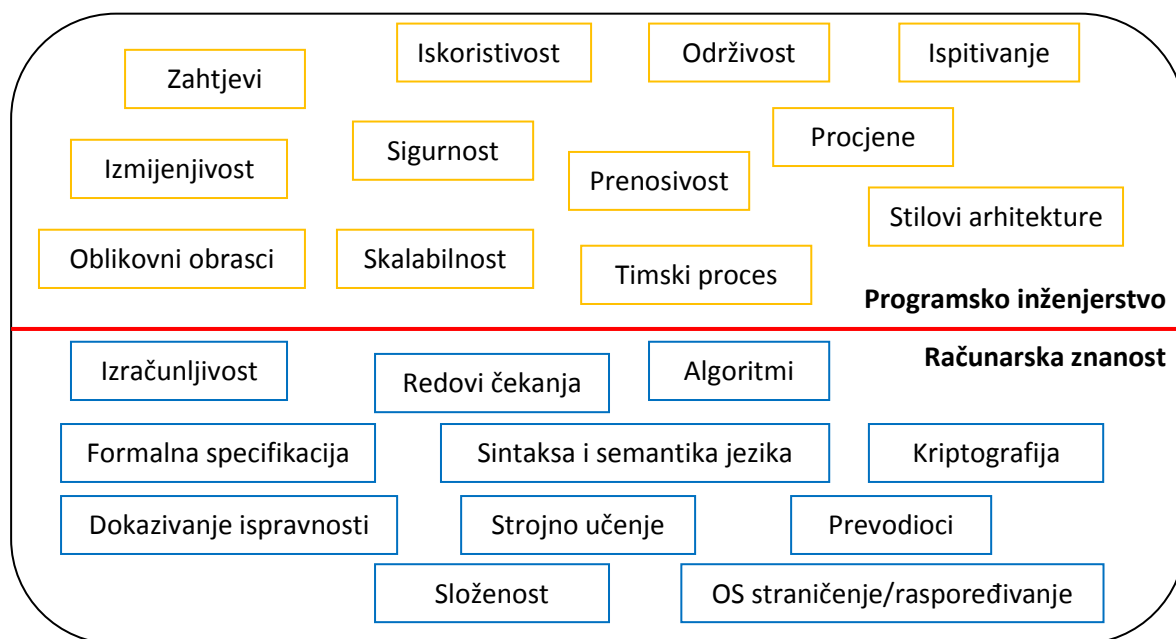 Iskoristivost
Održivost
Ispitivanje
Zahtjevi
Sigurnost
Procjene
Izmijenjivost
Prenosivost
Stilovi arhitekture
Oblikovni obrasci
Skalabilnost
Timski proces
Programsko inženjerstvo
Računarska znanost
Izračunljivost
Redovi čekanja
Algoritmi
Formalna specifikacija
Sintaksa i semantika jezika
Kriptografija
Dokazivanje ispravnosti
Strojno učenje
Prevodioci
Složenost
OS straničenje/raspoređivanje